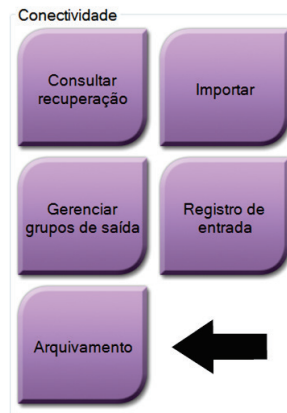 Conectividade
Consultar
recuperação
Importar
Gerenciar
grupos de saída
Registro de
entrada
Arquivamento